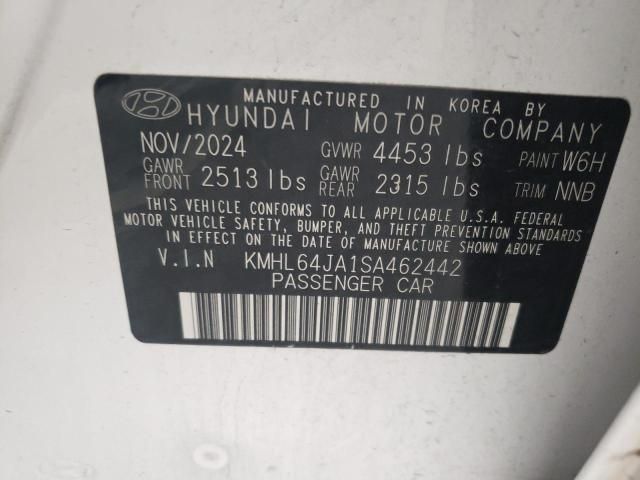 MANUFACTURED IN KOREA BY
HYUNDAI MOTOR COMPANY
NOV/2024 GVWR 4453 lbs PAINT W6H
GAWR FRONT 2513 lbs GAWR REAR 2315 lbs TRIM NNB
THIS VEHICLE CONFORMS TO ALL APPLICABLE U.S.A. FEDERAL
MOTOR VEHICLE SAFETY, BUMPER, AND THEFT PREVENTION STANDARDS
IN EFFECT ON THE DATE OF MANUFACTURE SHOWN ABOVE
V.I.N KMHL64JA1SA462442
PASSENGER CAR